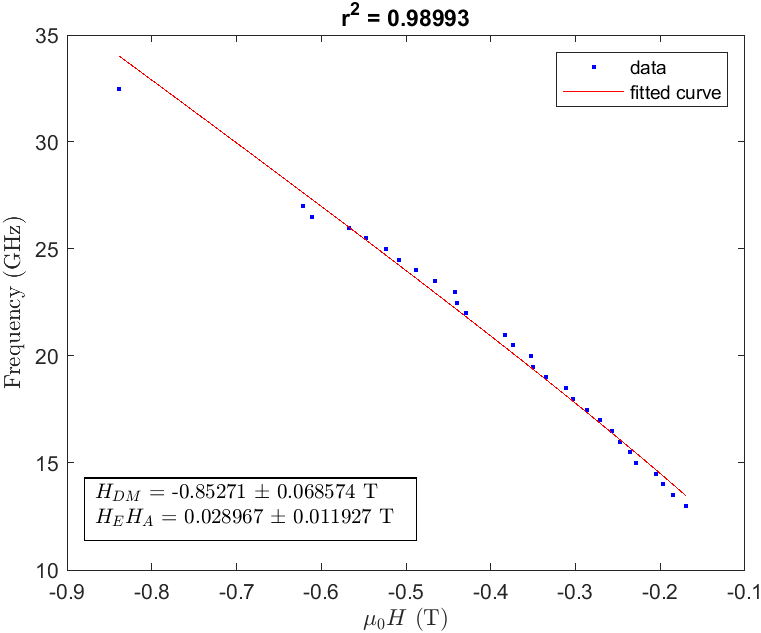 r² = 0.98993
data
fitted curve
Frequency (GHz)
35
30
25
20
15
10
H_DM = -0.85271 ± 0.068574 T
H_EH_A = 0.028967 ± 0.011927 T
-0.9 -0.8 -0.7 -0.6 -0.5 -0.4 -0.3 -0.2 -0.1
μ₀H (T)